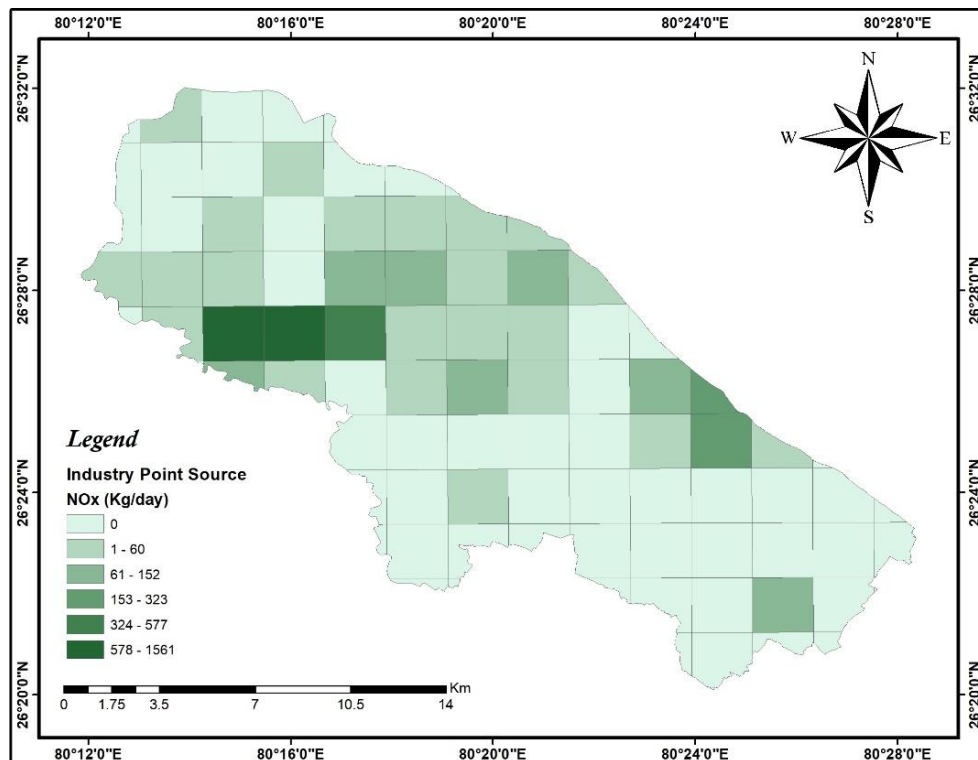 80°12'0"E 80°16'0"E 80°20'0"E 80°24'0"E 80°28'0"E
26°32'0"N 26°32'0"N
N
W E
S
26°28'0"N 26°28'0"N
Legend
Industry Point Source
NOx (Kg/day)
26°24'0"N 26°24'0"N
0
1 - 60
61 - 152
153 - 323
324 - 577
578 - 1561
Km
0 1.75 3.5 7 10.5 14
26°20'0"N 26°20'0"N
80°12'0"E 80°16'0"E 80°20'0"E 80°24'0"E 80°28'0"E